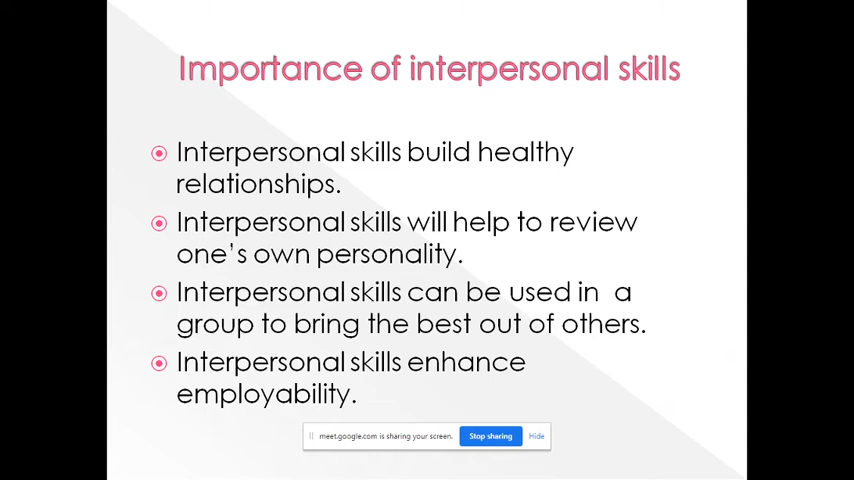 Importance of interpersonal skills
Interpersonal skills build healthy
relationships.
Interpersonal skills will help to review
one's own personality.
Interpersonal skills can be used in a
group to bring the best out of others.
Interpersonal skills enhance
employability.
meet.google.com is sharing your screen. Stop sharing Hide